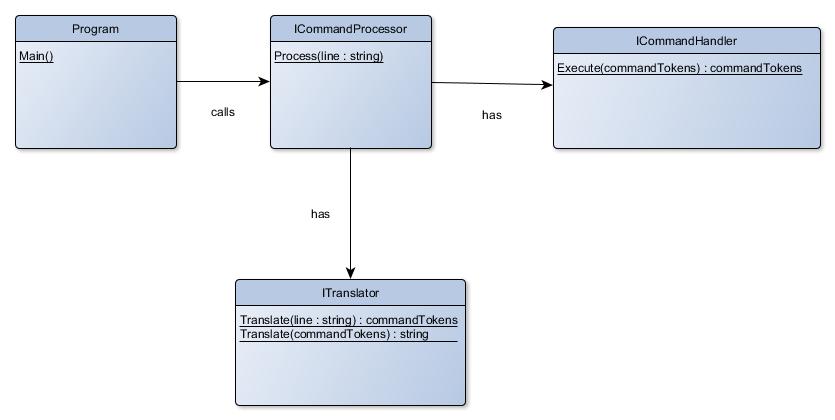 Program
Main()
calls
ICommandProcessor
Process(line : string)
has
ICommandHandler
Execute(commandTokens) : commandTokens
has
ITranslator
Translate(line : string) : commandTokens
Translate(commandTokens) : string